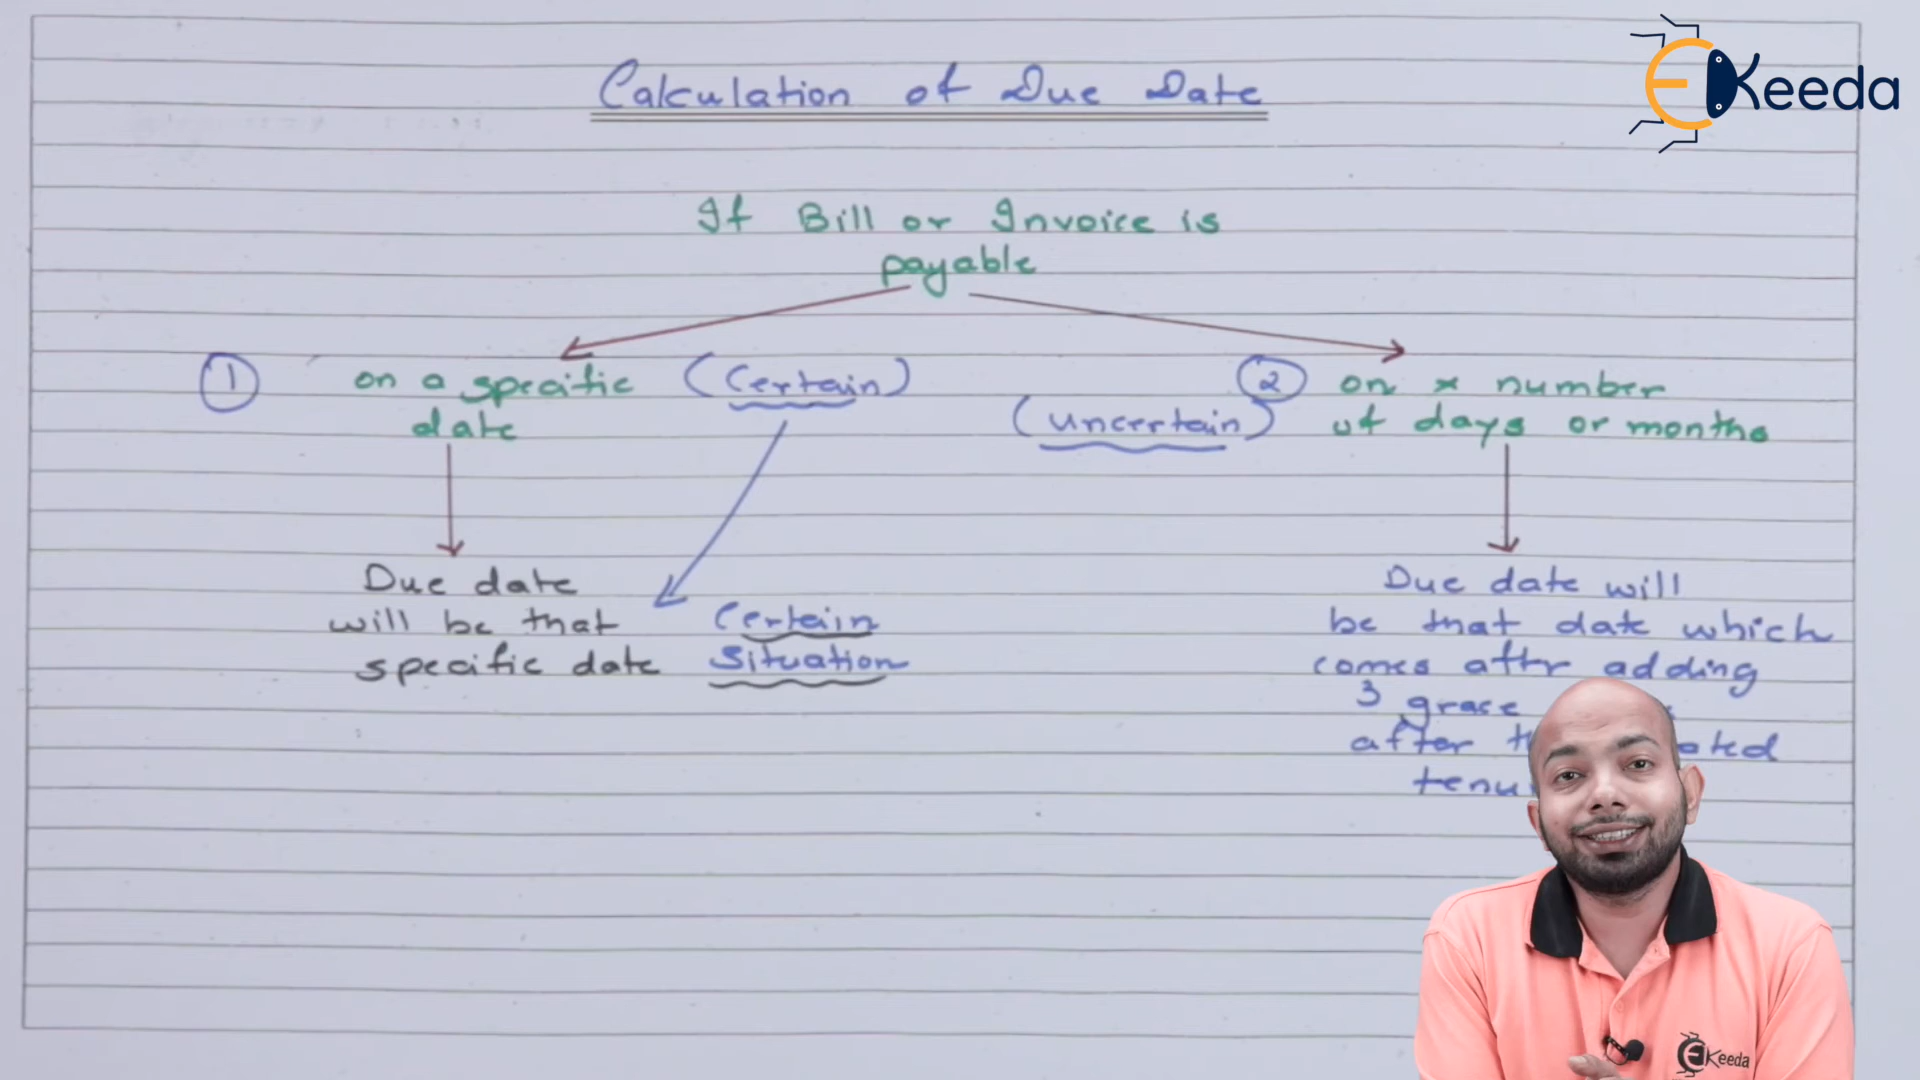 Calculation of Due Date
EKeeda
If Bill or Invoice is
payable
1 on a specific (Certain)
date
2 on x number
(uncertain) of days or months
Due date
will be that
specific date
Certain
Situation
Due date will
be that date which
comes after adding
3 grace
after
EKeeda